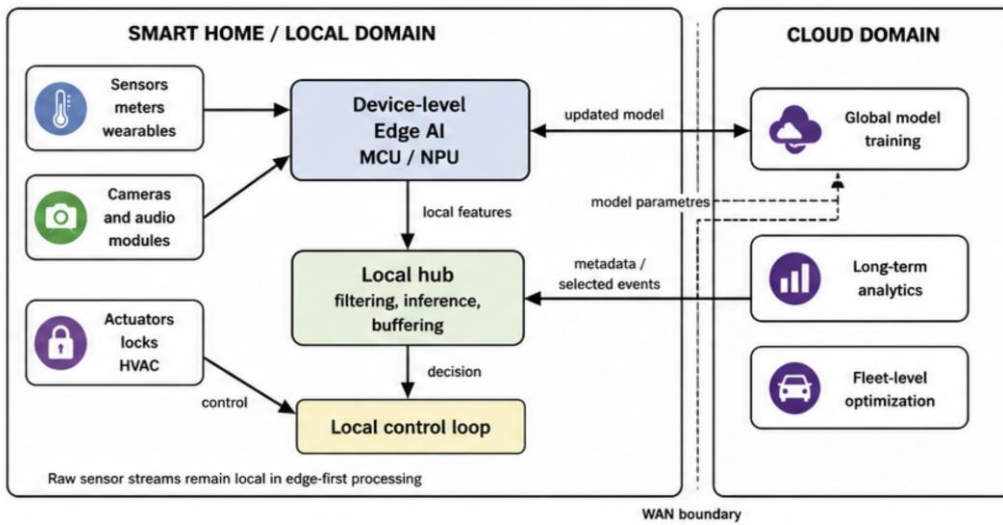 SMART HOME / LOCAL DOMAIN
Sensors
meters
wearables
Cameras
and audio
modules
Actuators
locks
HVAC
control
Device-level
Edge AI
MCU / NPU
local features
Local hub
filtering, inference,
buffering
decision
Local control loop
Raw sensor streams remain local in edge-first processing
updated model
model parametres
metadata /
selected events
CLOUD DOMAIN
Global model
training
Long-term
analytics
Fleet-level
optimization
WAN boundary